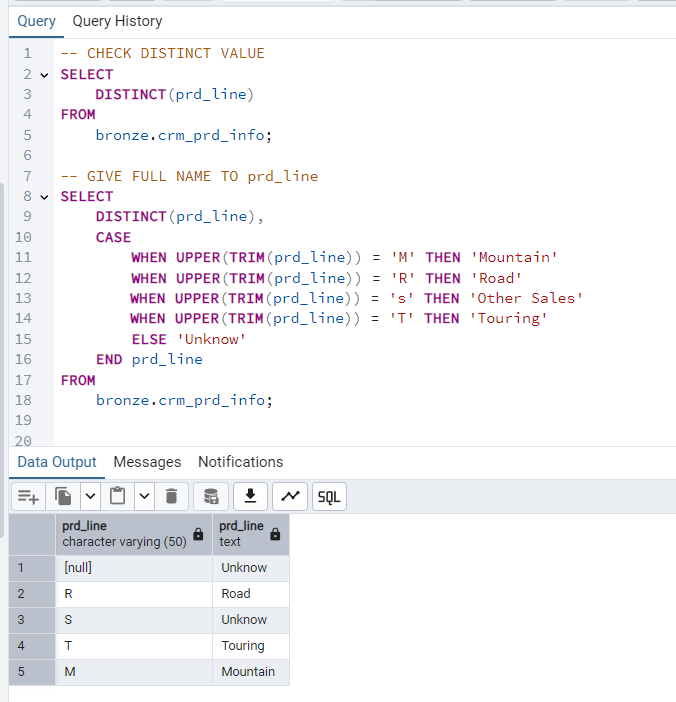 Query Query History
1 -- CHECK DISTINCT VALUE
2 SELECT
3 DISTINCT(prd_line)
4 FROM
5 bronze.crm_prd_info;
6
7 -- GIVE FULL NAME TO prd_line
8 SELECT
9 DISTINCT(prd_line),
10 CASE
11 WHEN UPPER(TRIM(prd_line)) = 'M' THEN 'Mountain'
12 WHEN UPPER(TRIM(prd_line)) = 'R' THEN 'Road'
13 WHEN UPPER(TRIM(prd_line)) = 's' THEN 'Other Sales'
14 WHEN UPPER(TRIM(prd_line)) = 'T' THEN 'Touring'
15 ELSE 'Unknow'
16 END prd_line
17 FROM
18 bronze.crm_prd_info;
19
20
Data Output Messages Notifications
SQL
prd_line prd_line
character varying (50) text
1 [null] Unknow
2 R Road
3 S Unknow
4 T Touring
5 M Mountain